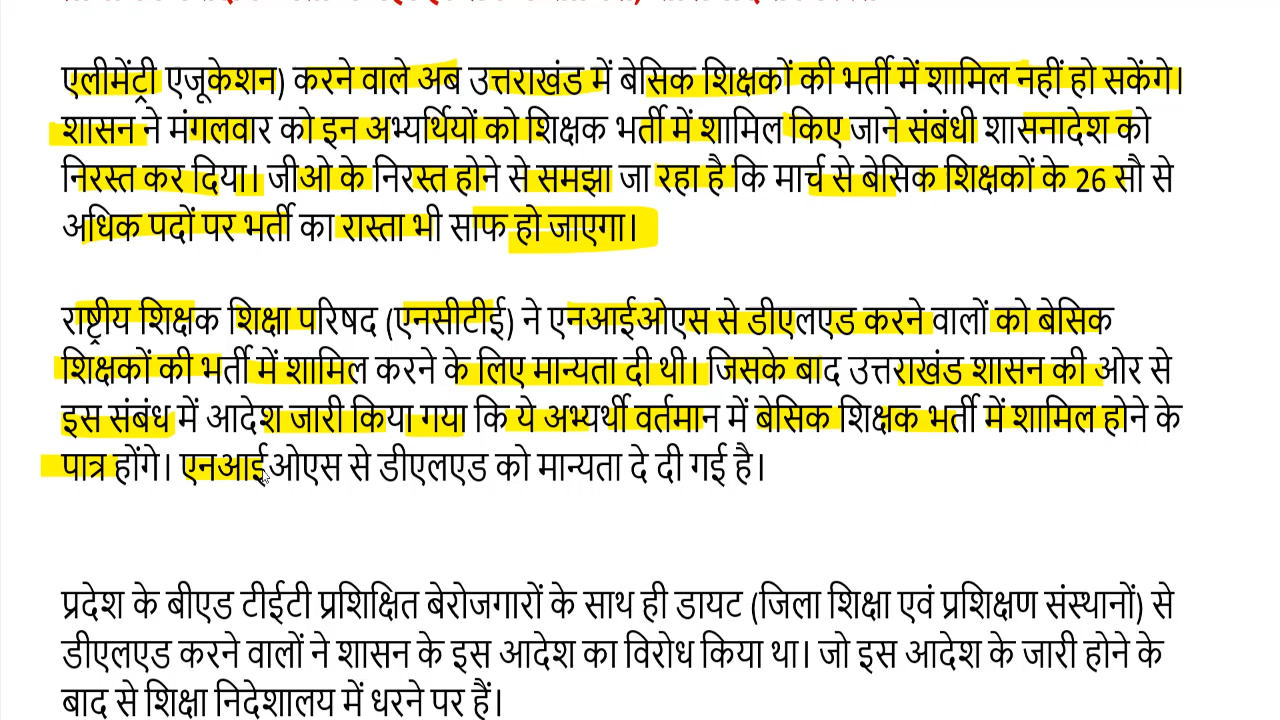 एलीमेंट्री एजूकेशन) करने वाले अब उत्तराखंड में बेसिक शिक्षकों की भर्ती में शामिल नहीं हो सकेंगे।
शासन ने मंगलवार को इन अभ्यर्थियों को शिक्षक भर्ती में शामिल किए जाने संबंधी शासनादेश को
निरस्त कर दिया।। जीओ के निरस्त होने से समझा जा रहा है कि मार्च से बेसिक शिक्षकों के 26 सौ से
अधिक पदों पर भर्ती का रास्ता भी साफ हो जाएगा।
राष्ट्रीय शिक्षक शिक्षा परिषद (एनसीटीई) ने एनआईओएस से डीएलएड करने वालों को बेसिक
शिक्षकों की भर्ती में शामिल करने के लिए मान्यता दी थी। जिसके बाद उत्तराखंड शासन की ओर से
इस संबंध में आदेश जारी किया गया कि ये अभ्यर्थी वर्तमान में बेसिक शिक्षक भर्ती में शामिल होने के
पात्र होंगे। एनआईओएस से डीएलएड को मान्यता दे दी गई है।
प्रदेश के बीएड टीईटी प्रशिक्षित बेरोजगारों के साथ ही डायट (जिला शिक्षा एवं प्रशिक्षण संस्थानों) से
डीएलएड करने वालों ने शासन के इस आदेश का विरोध किया था। जो इस आदेश के जारी होने के
बाद से शिक्षा निदेशालय में धरने पर हैं।